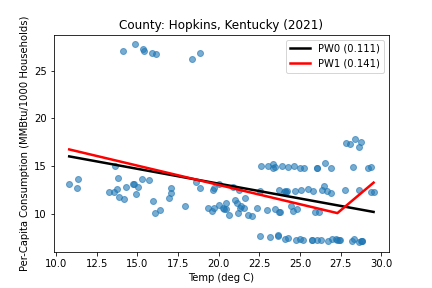 County: Hopkins, Kentucky (2021)
PW0 (0.111)
PW1 (0.141)
Per-Capita Consumption (MMBtu/1000 Households)
25
20
15
10
10.0 12.5 15.0 17.5 20.0 22.5 25.0 27.5 30.0
Temp (deg C)